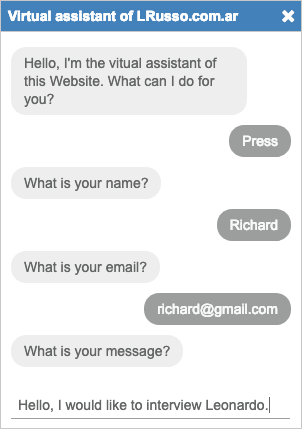 Virtual assistant of LRusso.com.ar
Hello, I'm the vitual assistant of
this Website. What can I do for
you?
Press
What is your name?
Richard
What is your email?
richard@gmail.com
What is your message?
Hello, I would like to interview Leonardo.